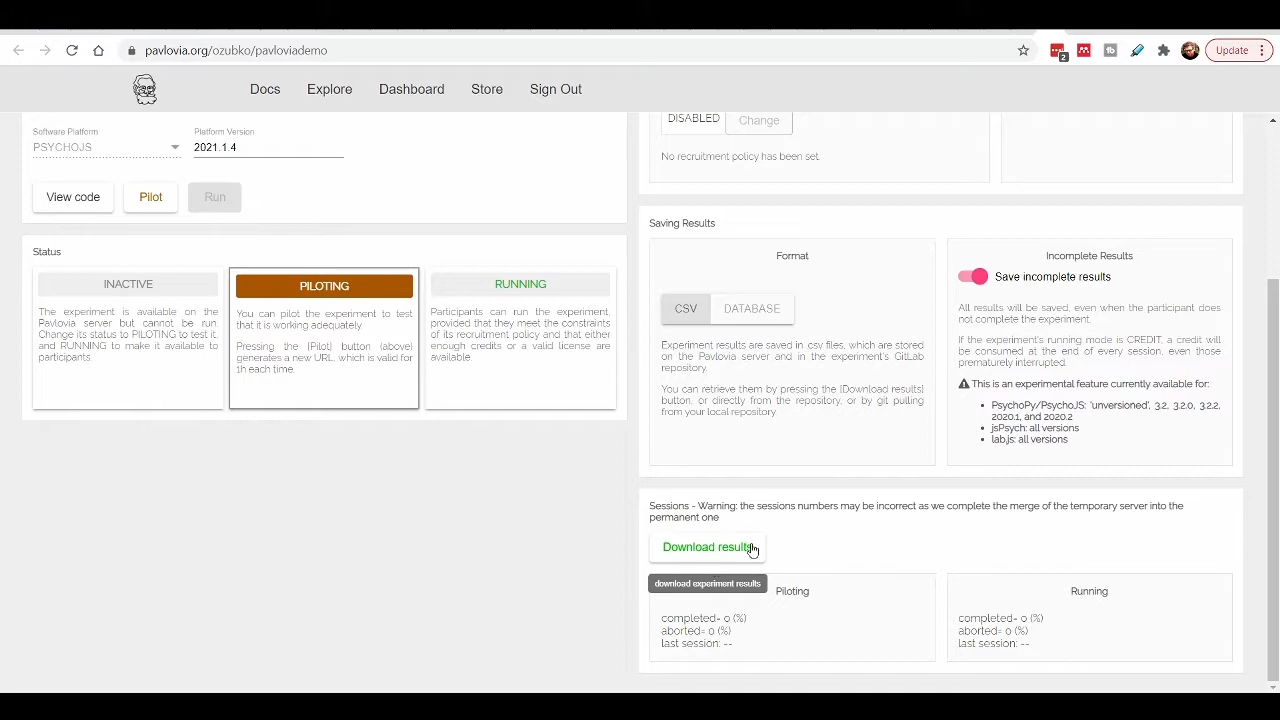 pavlovia.org/ozubko/pavloviademo
2
Update
Docs
Explore
Dashboard
Store
Sign Out
Software Platform
PSYCHOJS
Platform Version
2021.1.4
View code
Pilot
Run
Status
INACTIVE
The experiment is available on the
Pavlovia server but cannot be run.
Change its status to PILOTING to test it,
and RUNNING to make it available to
participants.
PILOTING
You can pilot the experiment to test
that it is working adequately.
Pressing the [Pilot] button (above)
generates a new URL, which is valid for
1h each time.
RUNNING
Participants can run the experiment,
provided that they meet the constraints
of its recruitment policy and that either
enough credits or a valid license are
available.
DISABLED
Change
No recruitment policy has been set.
Saving Results
Format
CSV
DATABASE
Experiment results are saved in csv files, which are stored
on the Pavlovia server and in the experiment's GitLab
repository.
You can retrieve them by pressing the [Download results]
button, or directly from the repository, or by git pulling
from your local repository.
Incomplete Results
Save incomplete results
All results will be saved, even when the participant does
not complete the experiment.
If the experiment's running mode is CREDIT, a credit will
be consumed at the end of every session, even those
prematurely interrupted.
This is an experimental feature currently available for:
• PsychoPy/PsychoJS: 'unversioned', 3.2, 3.2.0, 3.2.2,
2020.1, and 2020.2
• jsPsych: all versions
• lab.js: all versions
Sessions - Warning: the sessions numbers may be incorrect as we complete the merge of the temporary server into the
permanent one
Download results
download experiment results
Piloting
completed= 0 (%)
aborted= 0 (%)
last session: --
Running
completed= 0 (%)
aborted= 0 (%)
last session: --